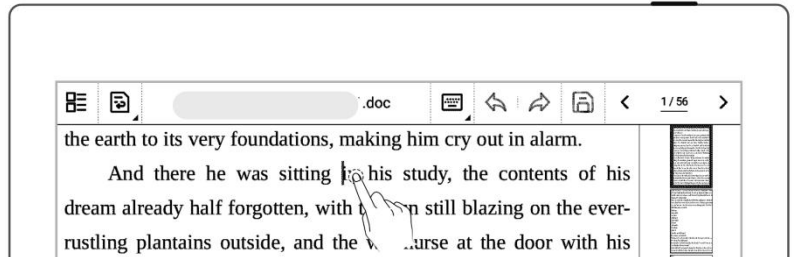 .doc
1 / 56
the earth to its very foundations, making him cry out in alarm.
And there he was sitting his study, the contents of his
dream already half forgotten, with still blazing on the ever-
rustling plantains outside, and the at the door with his